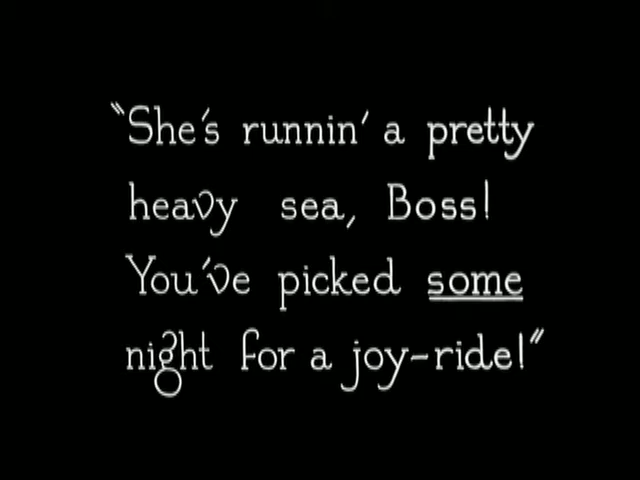 "She's runnin' a pretty
heavy sea, Boss!
You've picked some
night for a joy-ride!"